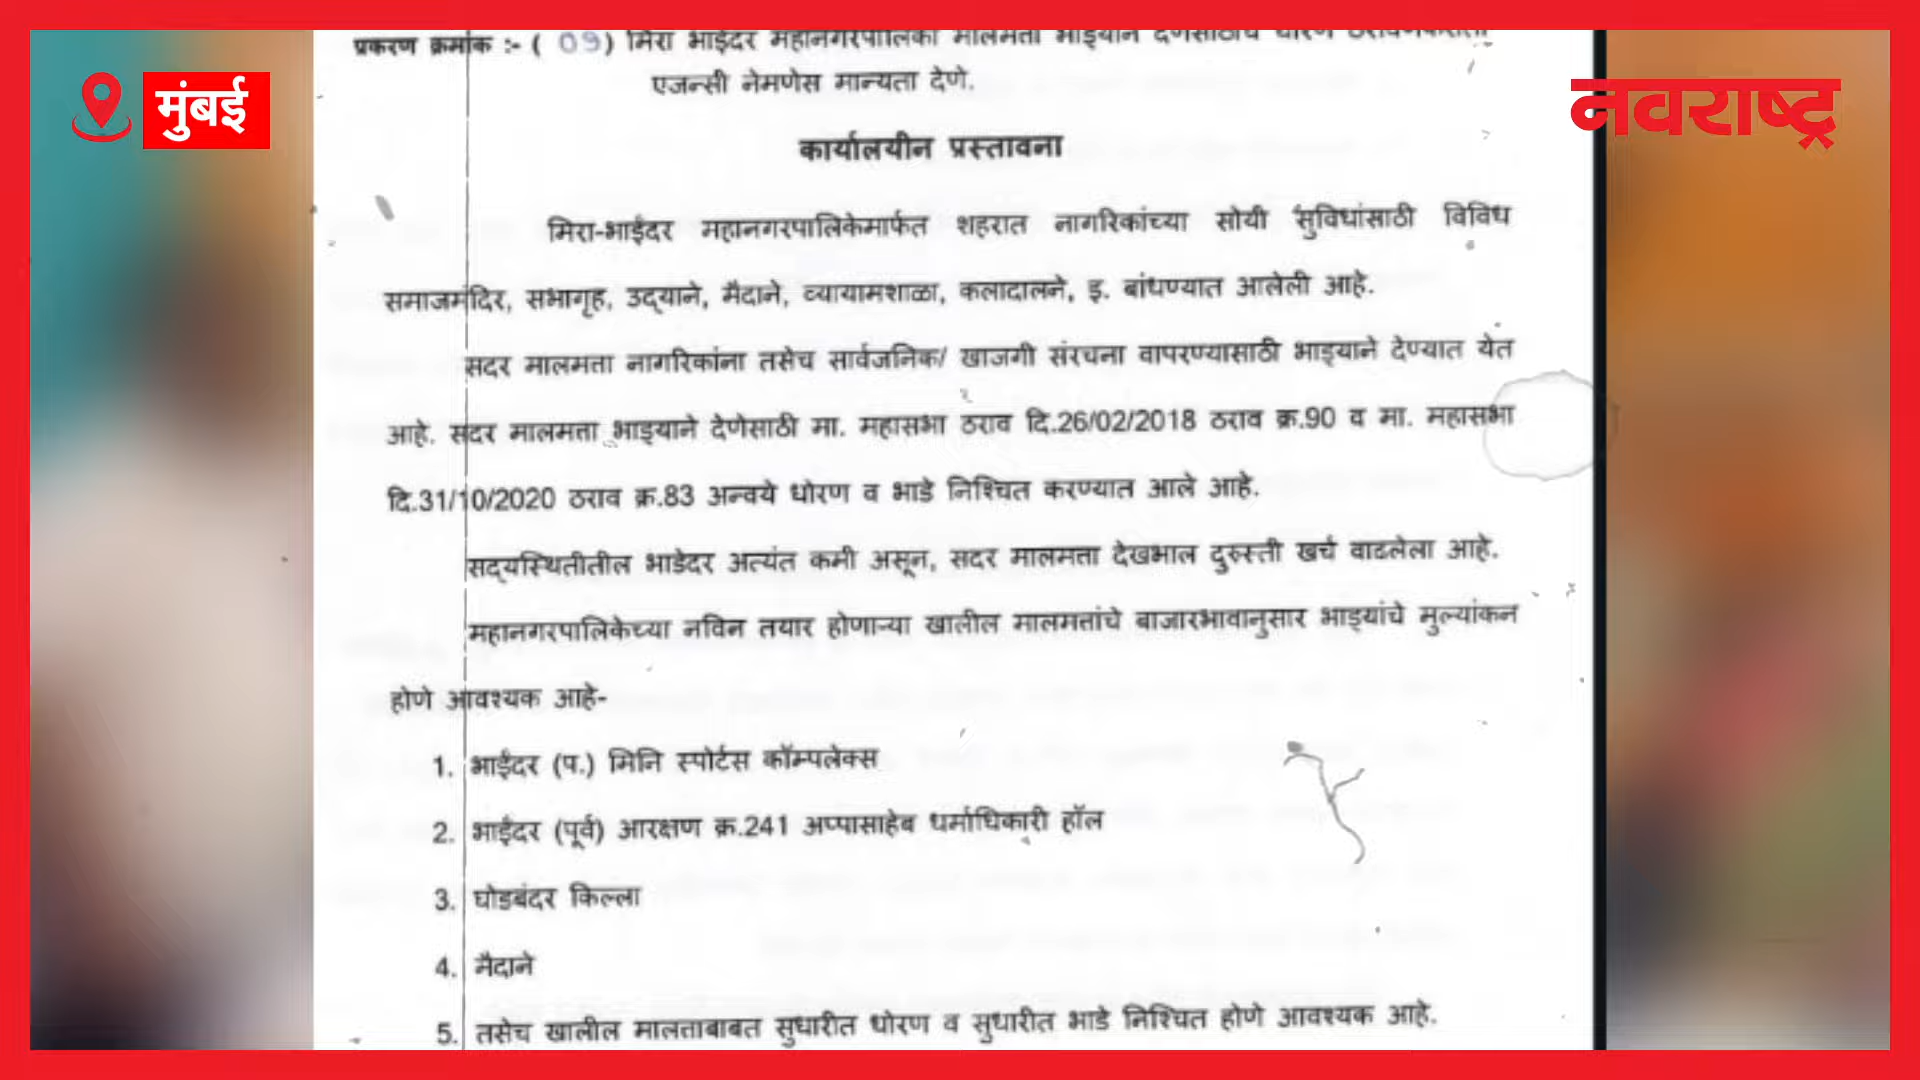 मुंबई
नवराष्ट्र
प्रकरण क्रमांक :- ( 09) मिरा भाईंदर महानगरपालिका मालमत्ता भाड्याने देणेसाठीचे धोरण ठरविणेकरीता
एजन्सी नेमणेस मान्यता देणे.
कार्यालयीन प्रस्तावना
मिरा-भाईंदर महानगरपालिकेमार्फत शहरात नागरिकांच्या सोयी सुविधांसाठी विविध
समाजमंदिर, सभागृह, उद्‌याने, मैदाने, व्यायामशाळा, कलादालने, इ. बांधण्यात आलेली आहे.
सदर मालमत्ता नागरिकांना तसेच सार्वजनिक/ खाजगी संरचना वापरण्यासाठी भाड्याने देण्यात येत
आहे. सदर मालमत्ता भाड्याने देणेसाठी मा. महासभा ठराव दि.26/02/2018 ठराव क्र.90 व मा. महासभा
दि.31/10/2020 ठराव क्र.83 अन्वये धोरण व भाडे निश्चित करण्यात आले आहे.
सद्‌यस्थितीतील भाडेदर अत्यंत कमी असून, सदर मालमत्ता देखभाल दुरुस्ती खर्च वाढलेला आहे.
महानगरपालिकेच्या नविन तयार होणाऱ्या खालील मालमत्तांचे बाजारभावानुसार भाड्यांचे मुल्यांकन
होणे आवश्यक आहे-
1. भाईंदर (प.) मिनि स्पोर्टस कॉम्पलेक्स
2. भाईंदर (पूर्व) आरक्षण क्र.241 अप्पासाहेब धर्माधिकारी हॉल
3. घोडबंदर किल्ला
4. मैदाने
5. तसेच खालील मालताबाबत सुधारीत धोरण व सुधारीत भाडे निश्चित होणे आवश्यक आहे.